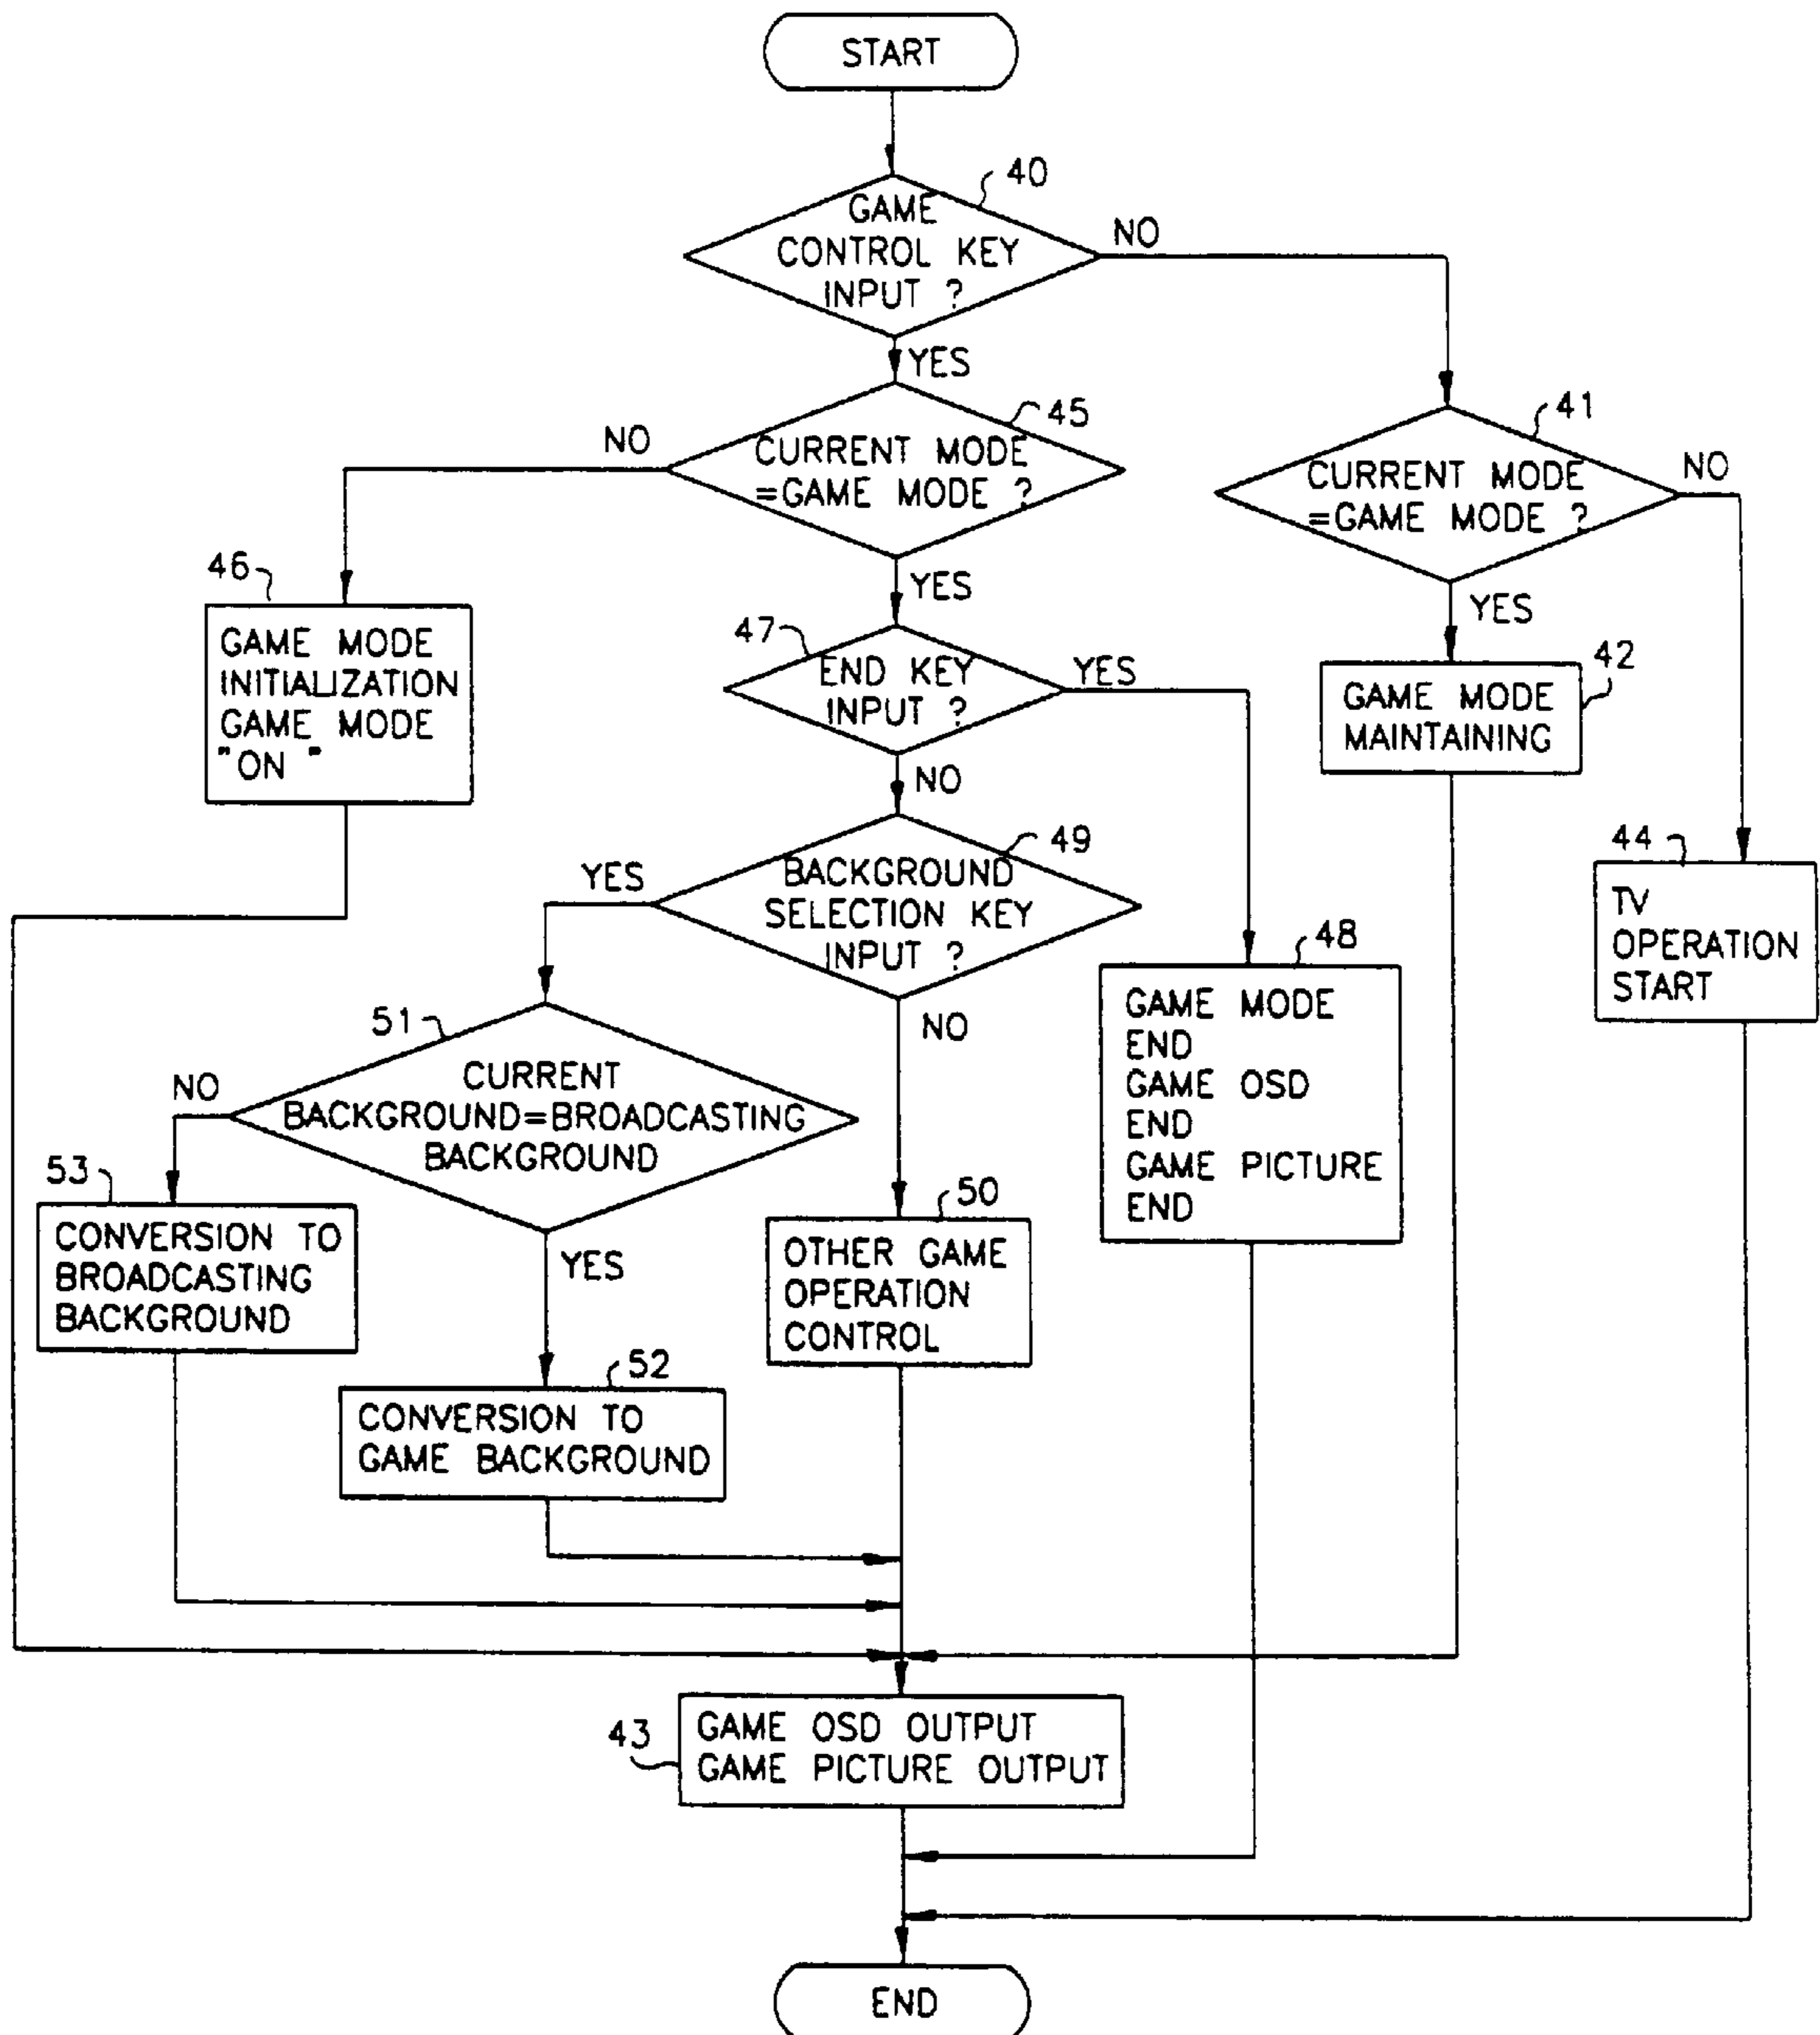 START
40
GAME
CONTROL KEY
INPUT ?
NO
YES
45
CURRENT MODE
=GAME MODE ?
NO
YES
41
CURRENT MODE
=GAME MODE ?
NO
YES
46
GAME MODE
INITIALIZATION
GAME MODE
"ON "
47
END KEY
INPUT ?
YES
NO
42
GAME MODE
MAINTAINING
44
TV
OPERATION
START
49
BACKGROUND
SELECTION KEY
INPUT ?
YES
NO
48
GAME MODE
END
GAME OSD
END
GAME PICTURE
END
51
CURRENT
BACKGROUND=BROADCASTING
BACKGROUND
NO
YES
53
CONVERSION TO
BROADCASTING
BACKGROUND
52
CONVERSION TO
GAME BACKGROUND
50
OTHER GAME
OPERATION
CONTROL
43
GAME OSD OUTPUT
GAME PICTURE OUTPUT
END